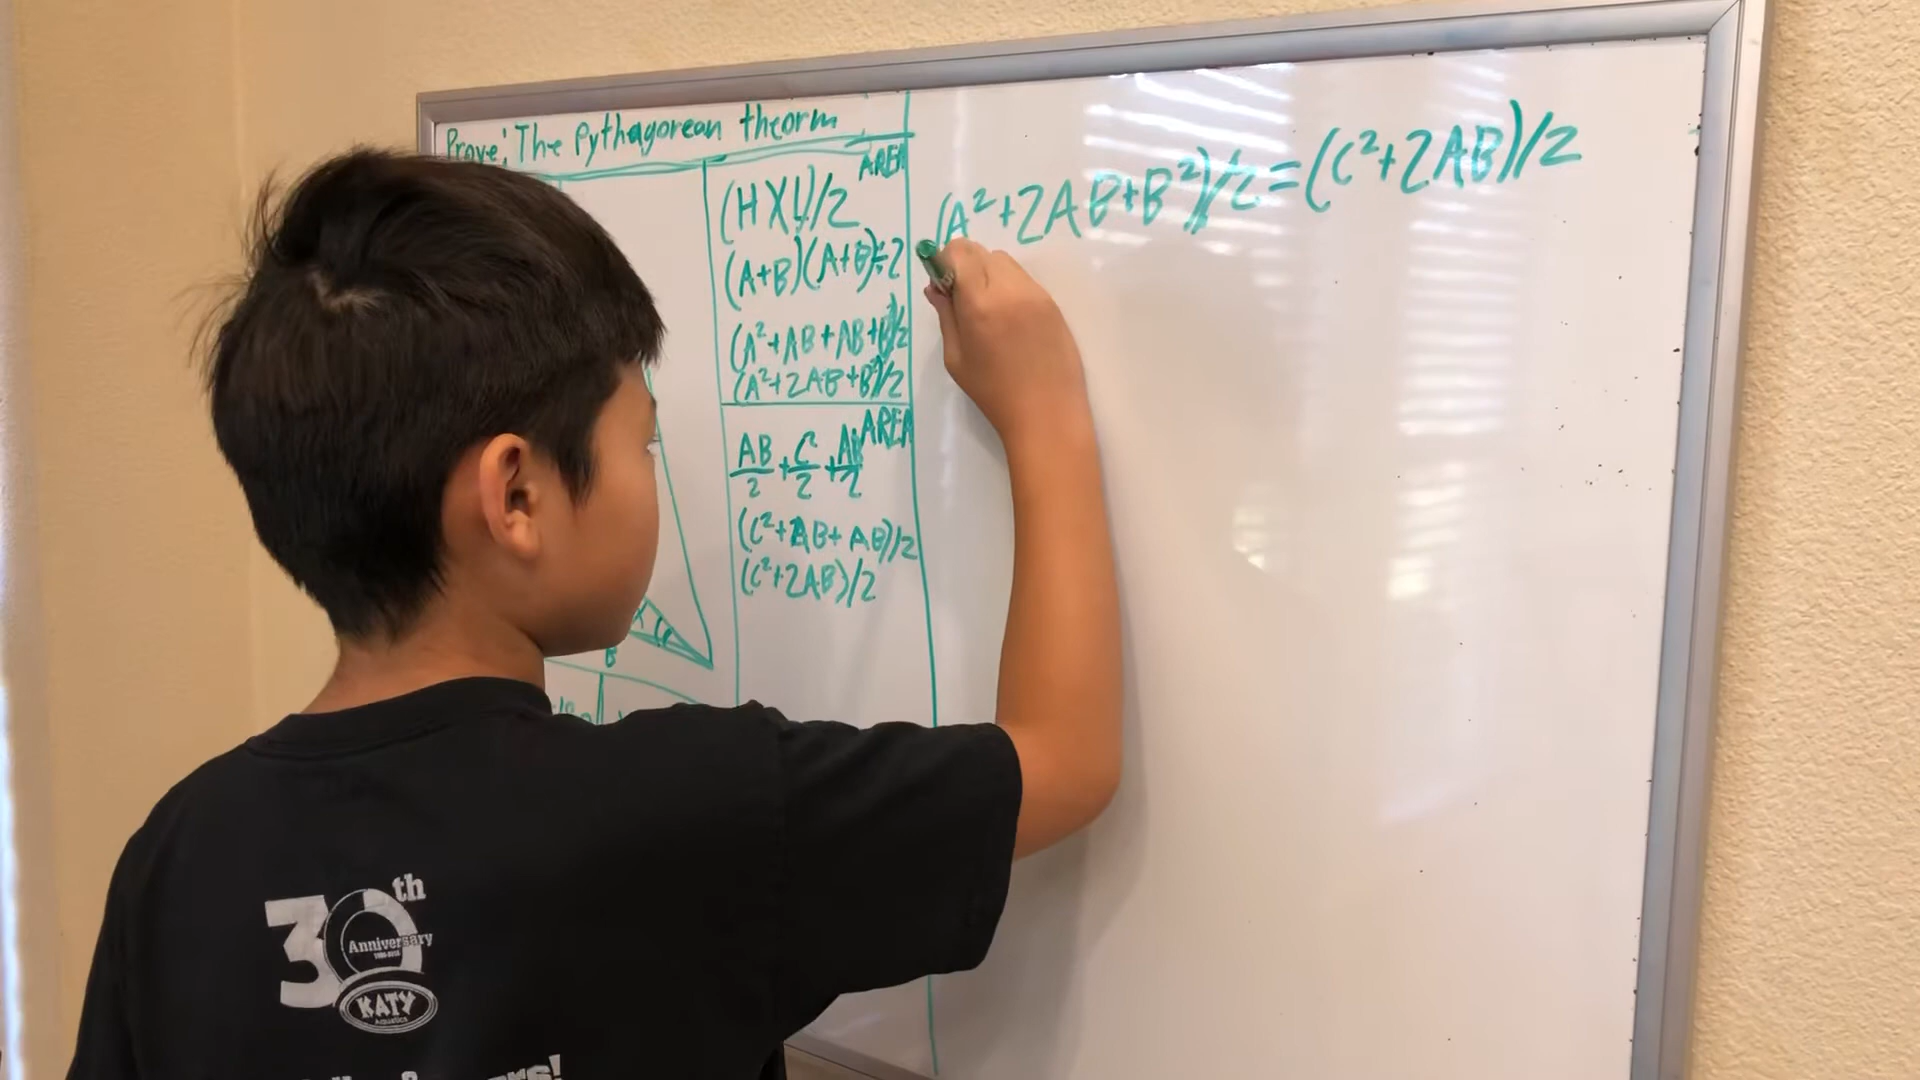 Prove: The Pythagorean theorm
AREA
(HXL)/2
(A+B)(A+B)÷2
(A²+AB+AB+B²)/2
(A²+2AB+B²)/2
AREA
AB/2+C/2+AB/2
(C²+AB+AB)/2
(C²+2AB)/2
B
(A²+2AB+B²)/2=(C²+2AB)/2
30th
Anniversary
KATY
Aquatics